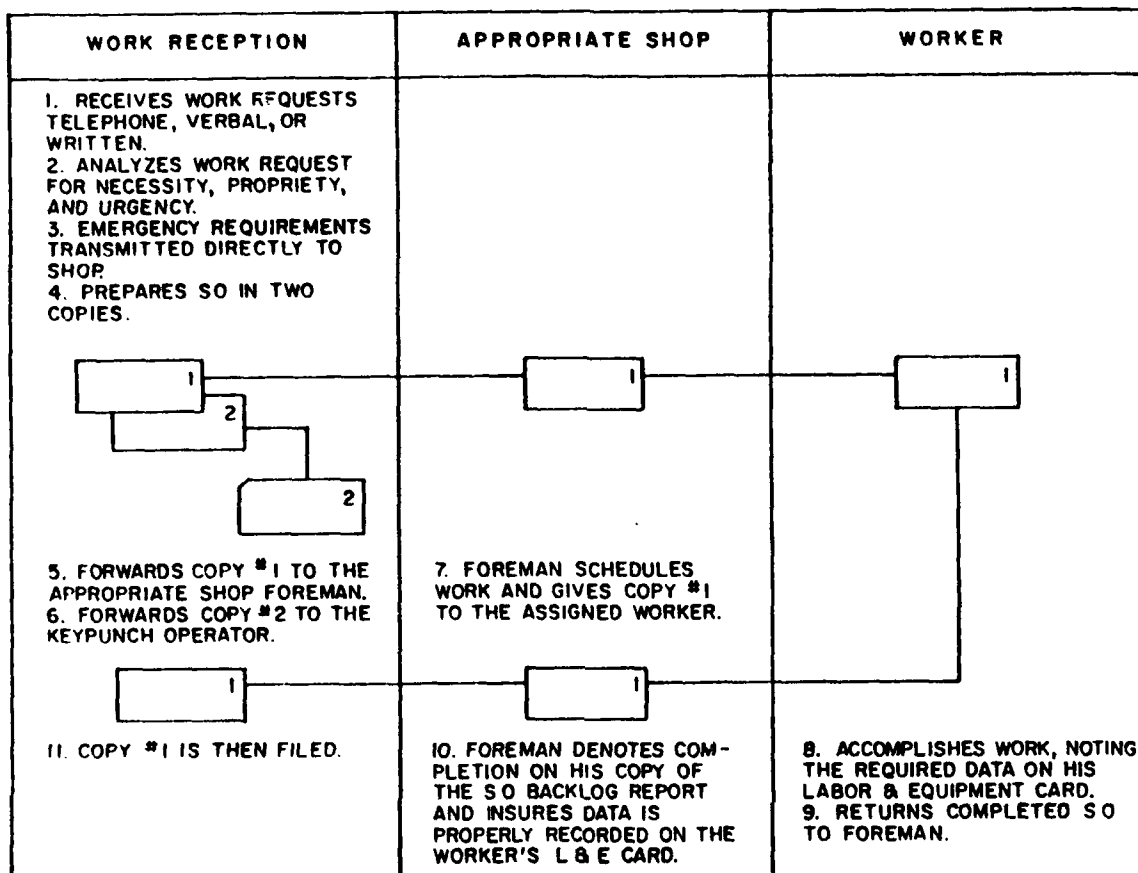 WORK RECEPTION
APPROPRIATE SHOP
WORKER
1. RECEIVES WORK REQUESTS
TELEPHONE, VERBAL, OR
WRITTEN.
2. ANALYZES WORK REQUEST
FOR NECESSITY, PROPRIETY,
AND URGENCY.
3. EMERGENCY REQUIREMENTS
TRANSMITTED DIRECTLY TO
SHOP.
4. PREPARES SO IN TWO
COPIES.
1
2
2
1
1
5. FORWARDS COPY #1 TO THE
APPROPRIATE SHOP FOREMAN.
6. FORWARDS COPY #2 TO THE
KEYPUNCH OPERATOR.
7. FOREMAN SCHEDULES
WORK AND GIVES COPY #1
TO THE ASSIGNED WORKER.
1
1
11. COPY #1 IS THEN FILED.
10. FOREMAN DENOTES COM-
PLETION ON HIS COPY OF
THE SO BACKLOG REPORT
AND INSURES DATA IS
PROPERLY RECORDED ON THE
WORKER'S L & E CARD.
8. ACCOMPLISHES WORK, NOTING
THE REQUIRED DATA ON HIS
LABOR & EQUIPMENT CARD.
9. RETURNS COMPLETED SO
TO FOREMAN.